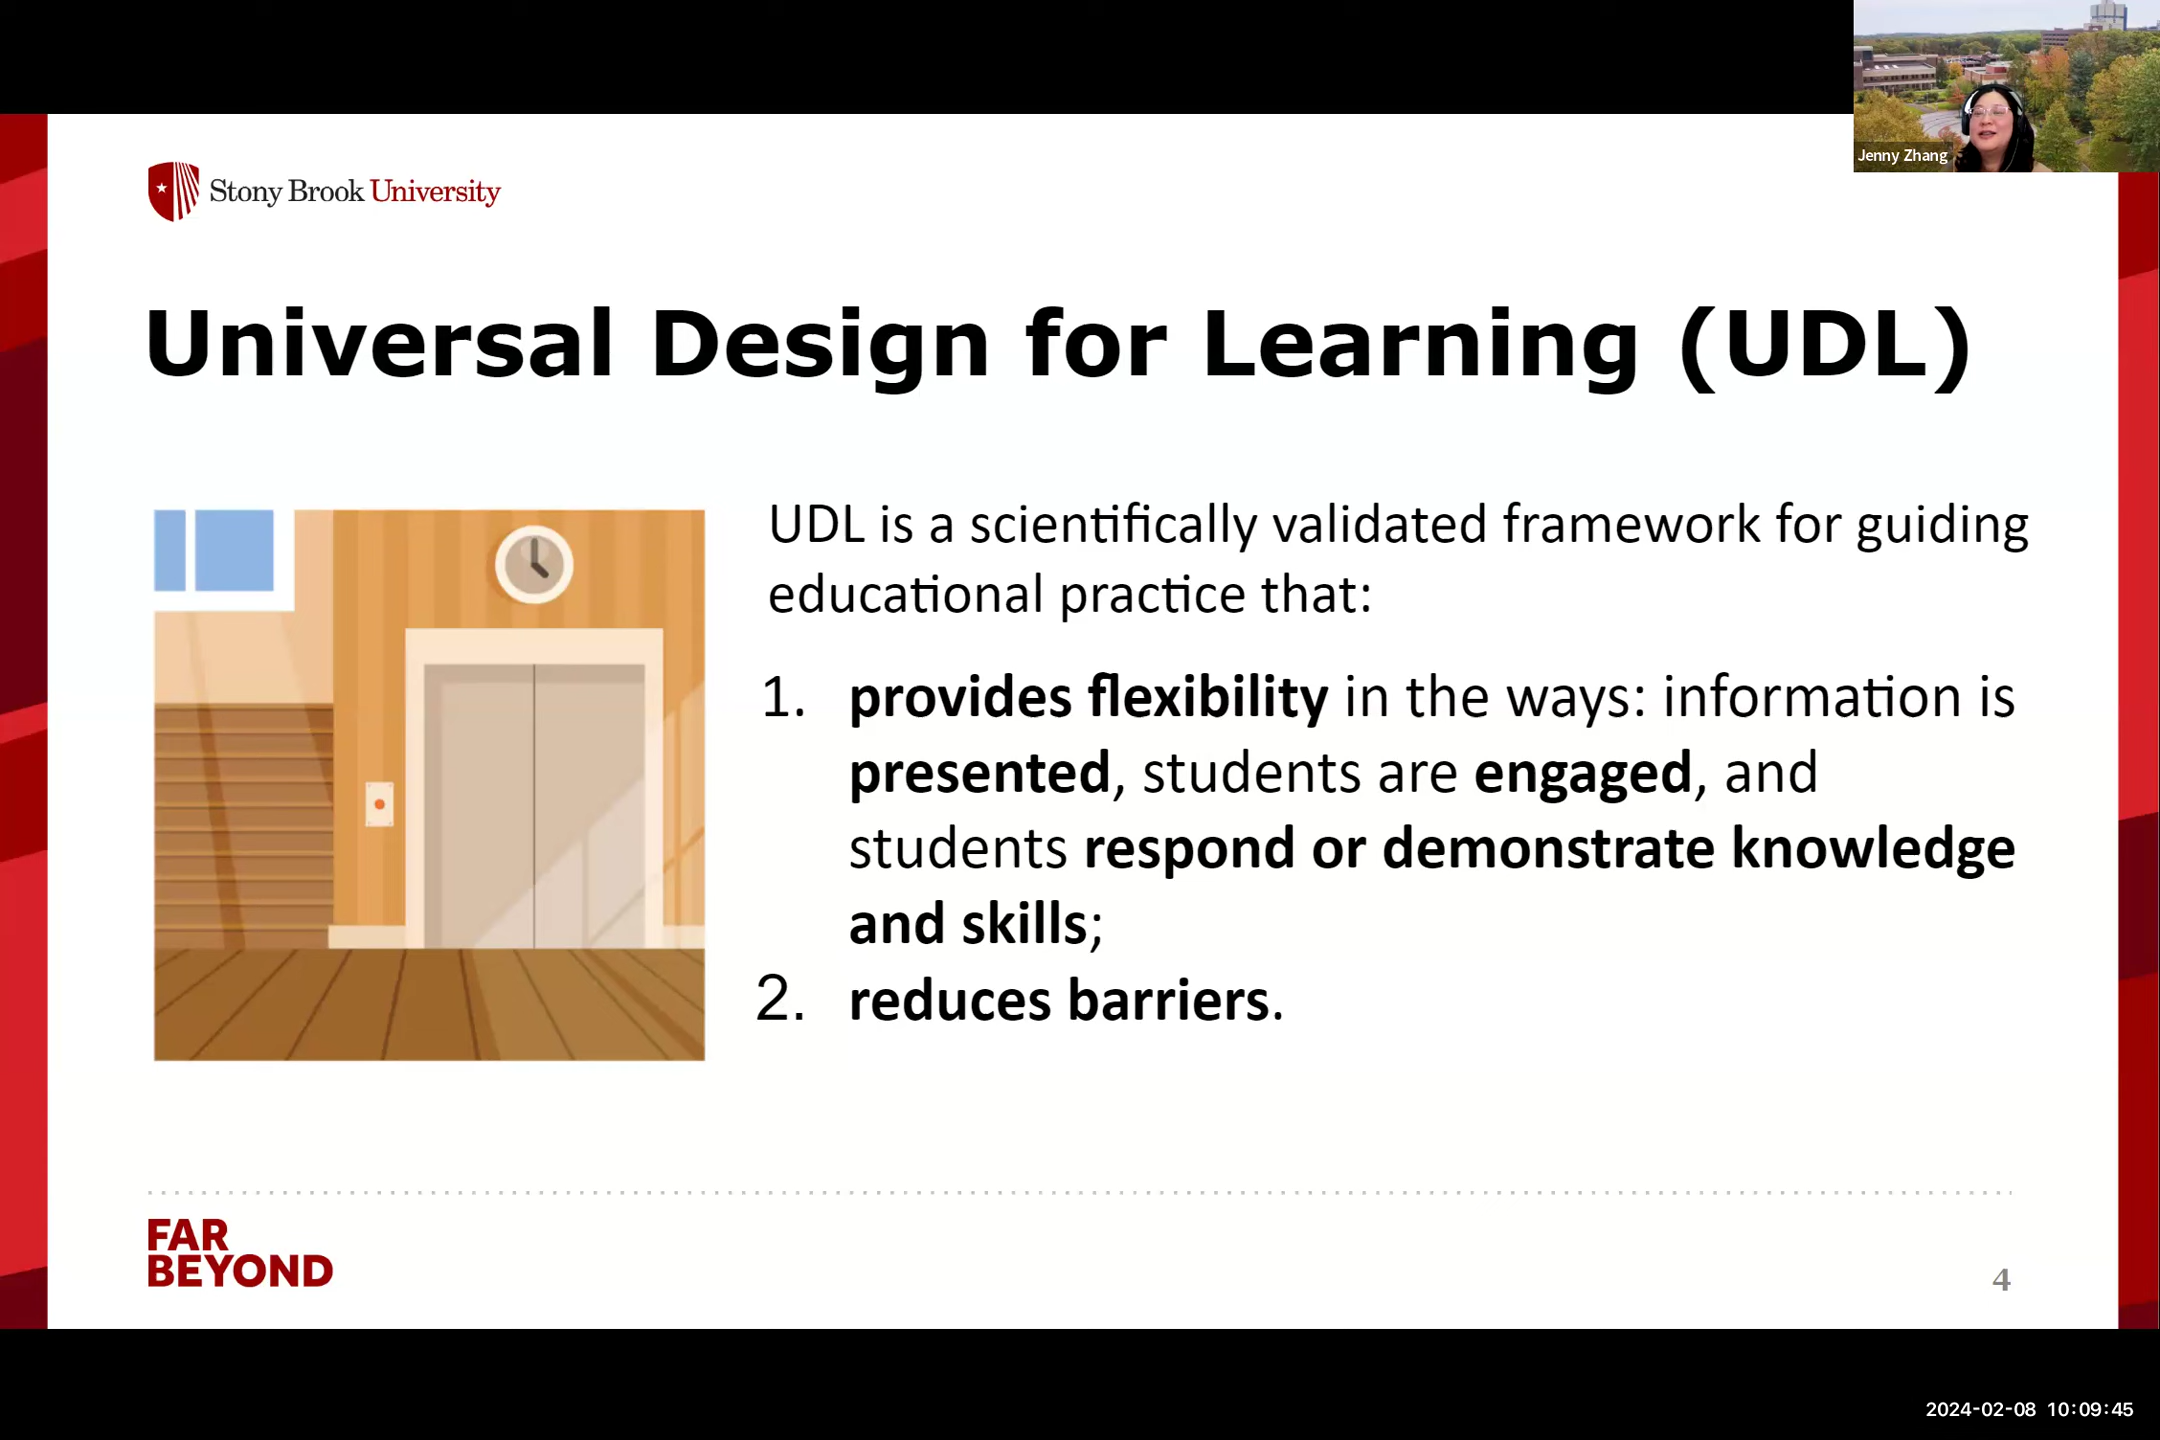 Jenny Zhang
Stony Brook University
Universal Design for Learning (UDL)
UDL is a scientifically validated framework for guiding
educational practice that:
1. provides flexibility in the ways: information is
presented, students are engaged, and
students respond or demonstrate knowledge
and skills;
2. reduces barriers.
FAR
BEYOND
4
2024-02-08 10:09:45